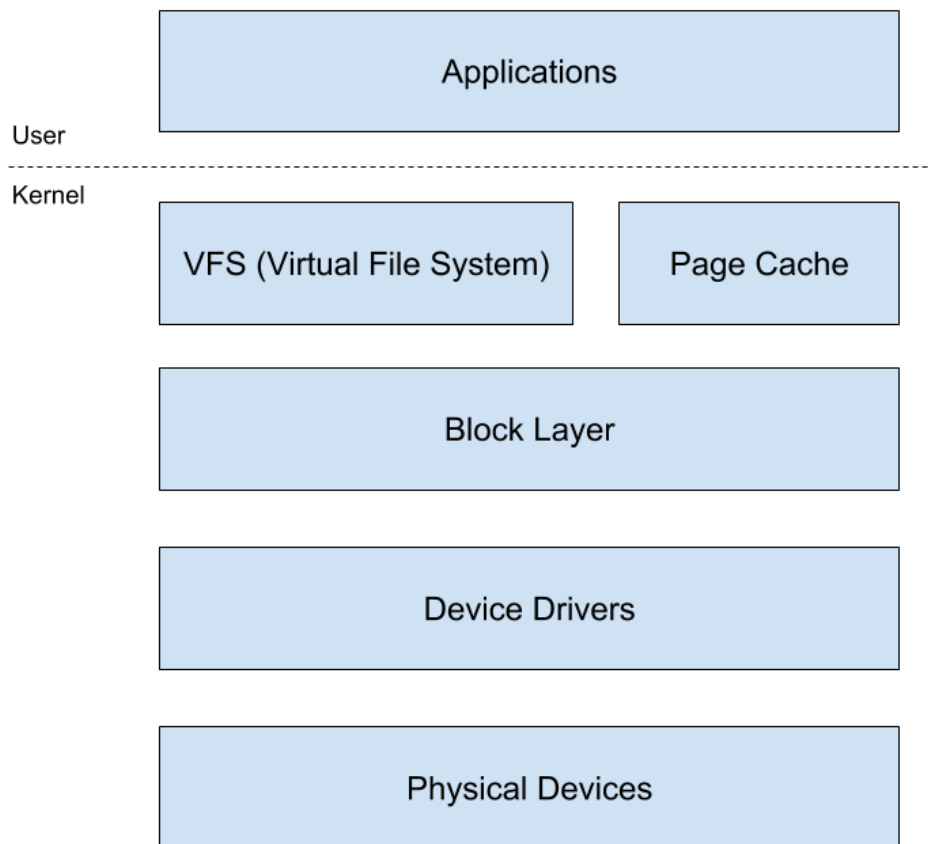 Applications
User
Kernel
VFS (Virtual File System)
Page Cache
Block Layer
Device Drivers
Physical Devices